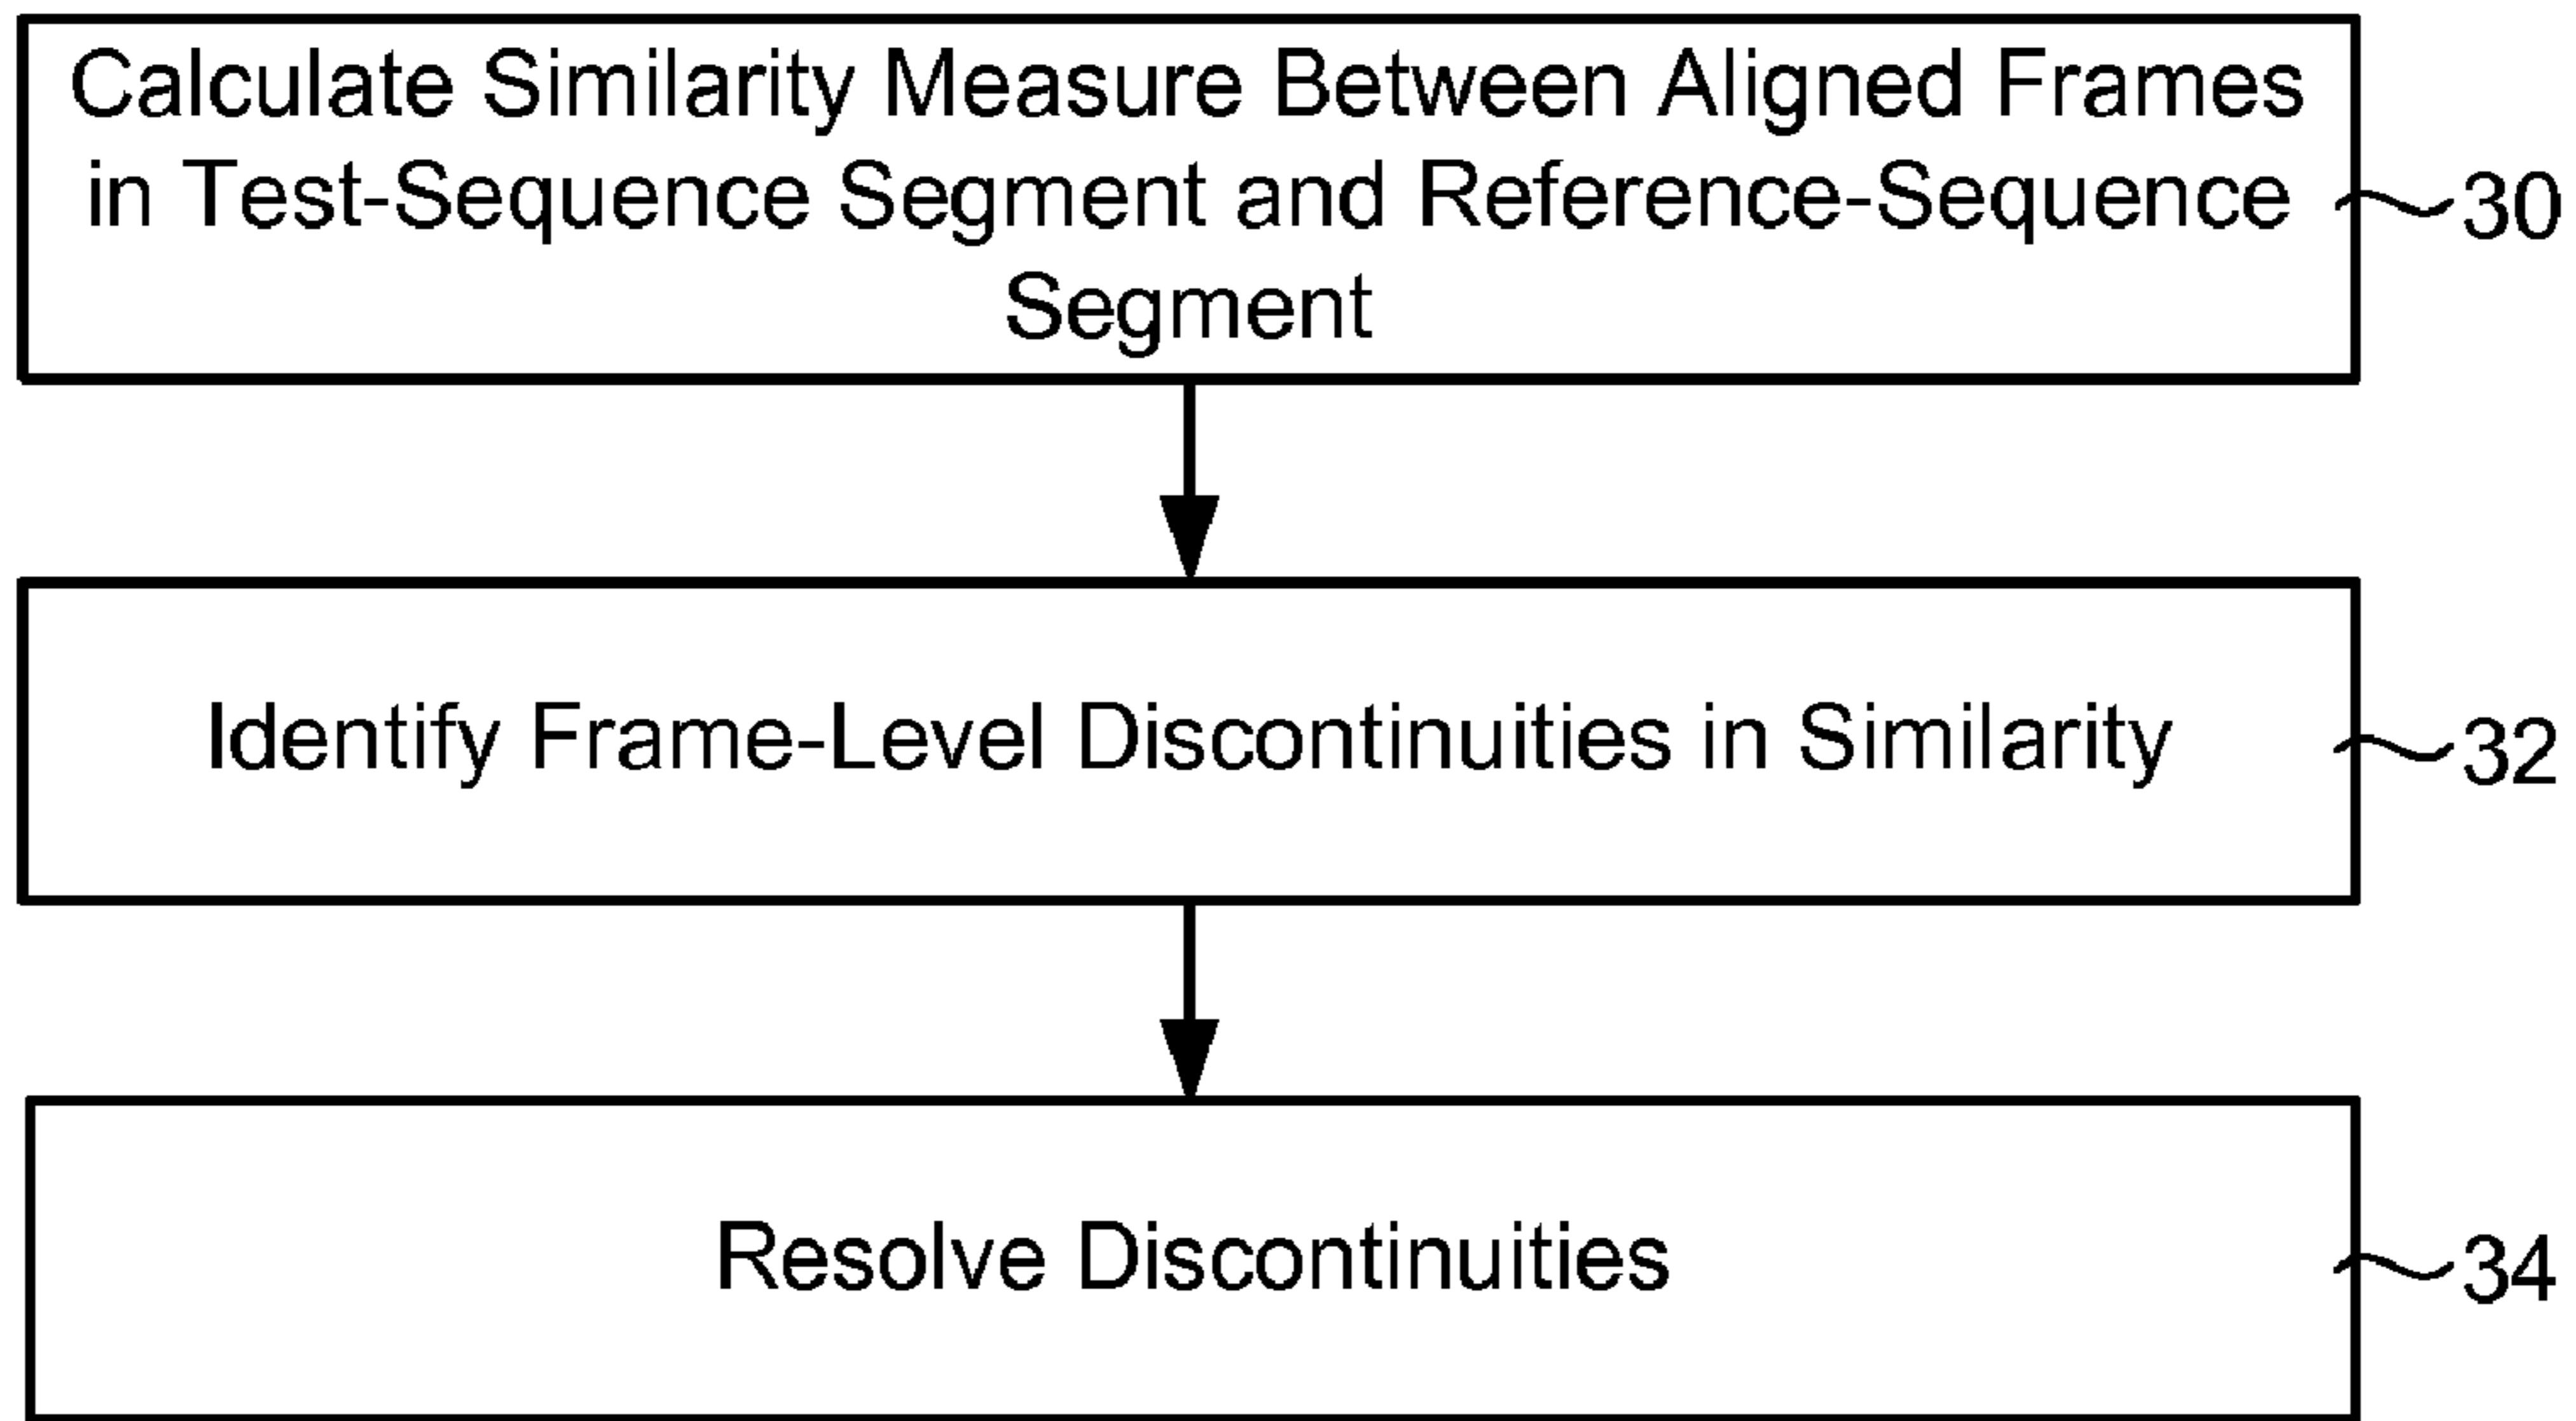 Calculate Similarity Measure Between Aligned Frames
in Test-Sequence Segment and Reference-Sequence
Segment
30
Identify Frame-Level Discontinuities in Similarity
32
Resolve Discontinuities
34